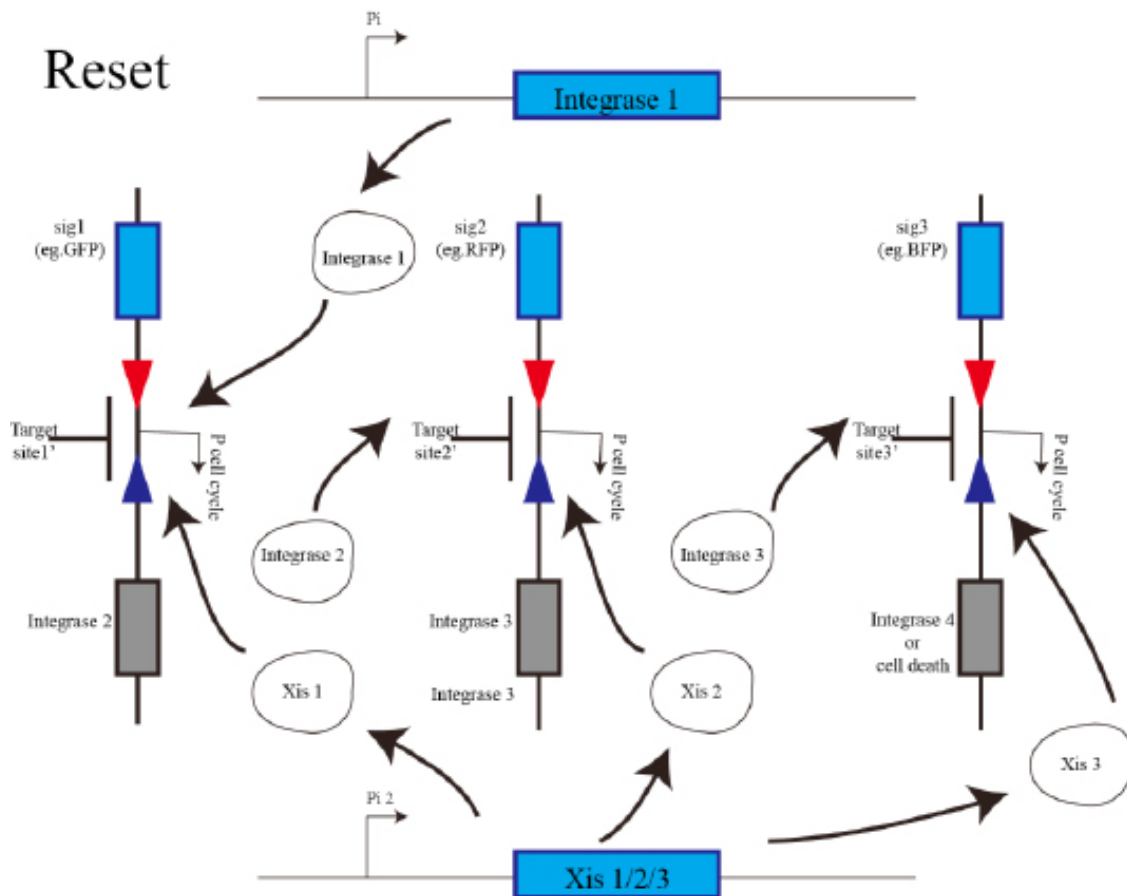 Reset
Pi
Integrase 1
sig1
(eg.GFP)
Integrase 1
sig2
(eg.RFP)
sig3
(eg.BFP)
Target
site1'
P cell cycle
Target
site2'
P cell cycle
Target
site3'
P cell cycle
Integrase 2
Integrase 3
Integrase 2
Integrase 3
Integrase 4
or
cell death
Xis 1
Integrase 3
Xis 2
Xis 3
Pi 2
Xis 1/2/3